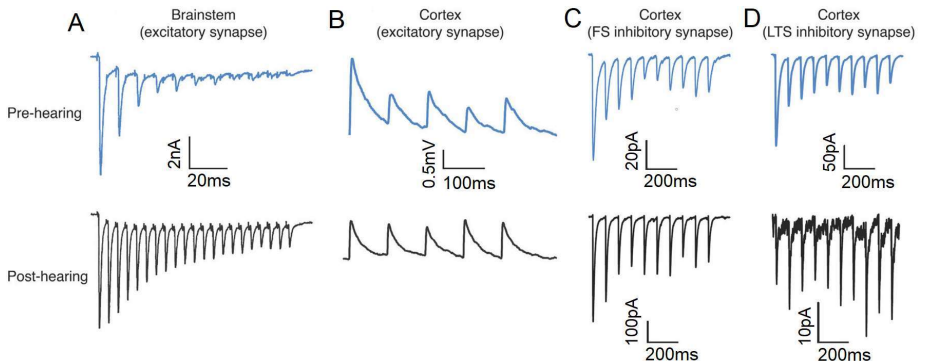 A
Brainstem
(excitatory synapse)
B
Cortex
(excitatory synapse)
C
Cortex
(FS inhibitory synapse)
D
Cortex
(LTS inhibitory synapse)
Pre-hearing
2nA
20ms
0.5mV
100ms
20pA
200ms
50pA
200ms
Post-hearing
100pA
200ms
10pA
200ms